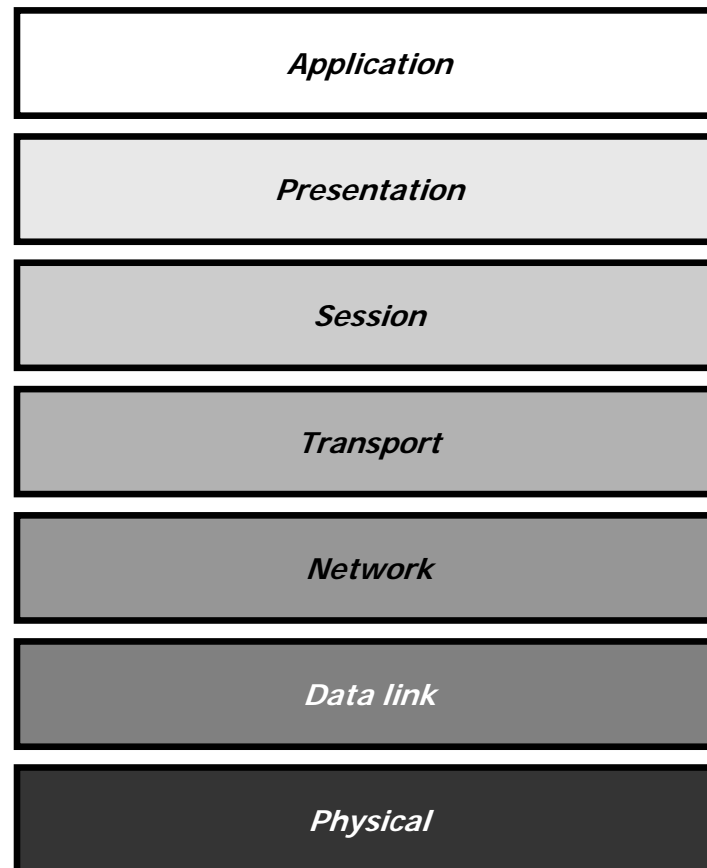 Application
Presentation
Session
Transport
Network
Data link
Physical